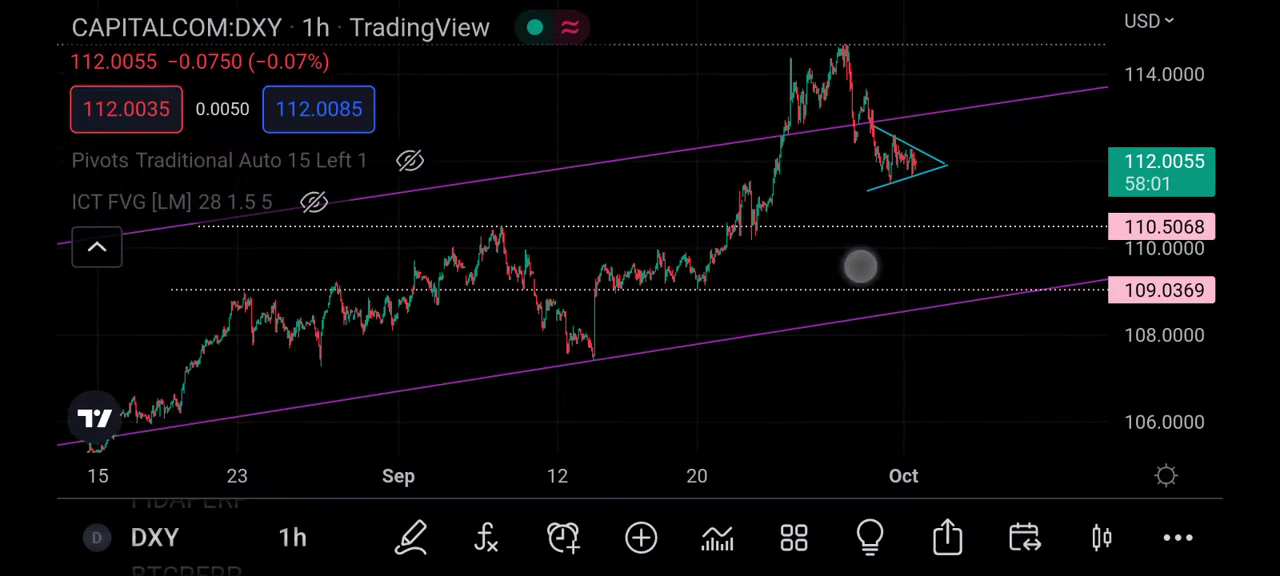 CAPITALCOM:DXY · 1h · TradingView
USD
112.0055 −0.0750 (−0.07%)
114.0000
112.0035 0.0050 112.0085
Pivots Traditional Auto 15 Left 1
112.0055
58:01
ICT FVG [LM] 28 1.5 5
110.5068
110.0000
109.0369
108.0000
106.0000
15 23 Sep 12 20 Oct
D DXY 1h